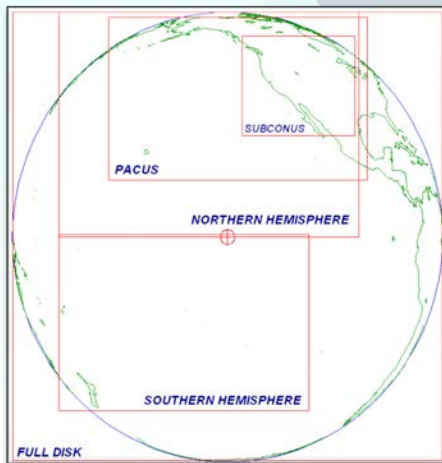 SUBCONUS
PACUS
NORTHERN HEMISPHERE
SOUTHERN HEMISPHERE
FULL DISK